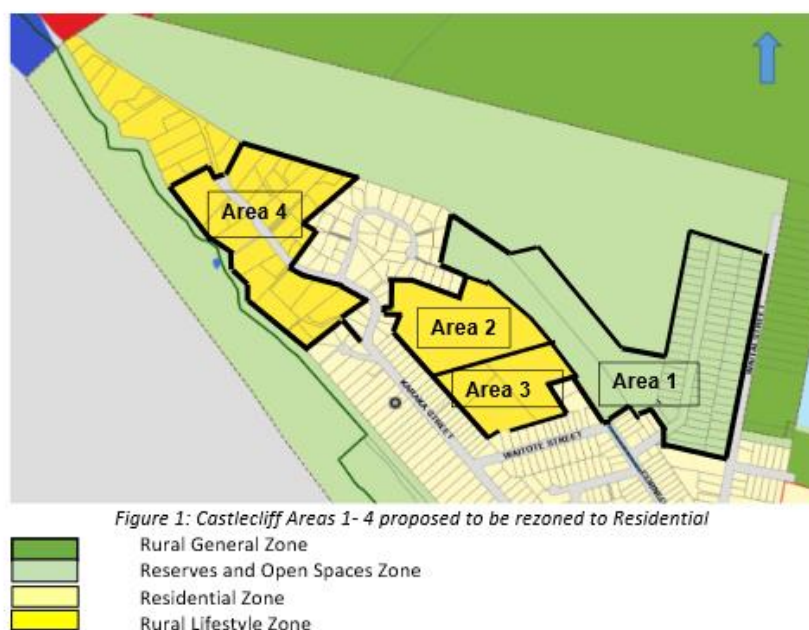 Area 4
Area 2
Area 3
Area 1
KARAKA STREET
WAITOTE STREET
Figure 1: Castlecliff Areas 1- 4 proposed to be rezoned to Residential
Rural General Zone
Reserves and Open Spaces Zone
Residential Zone
Rural Lifestyle Zone